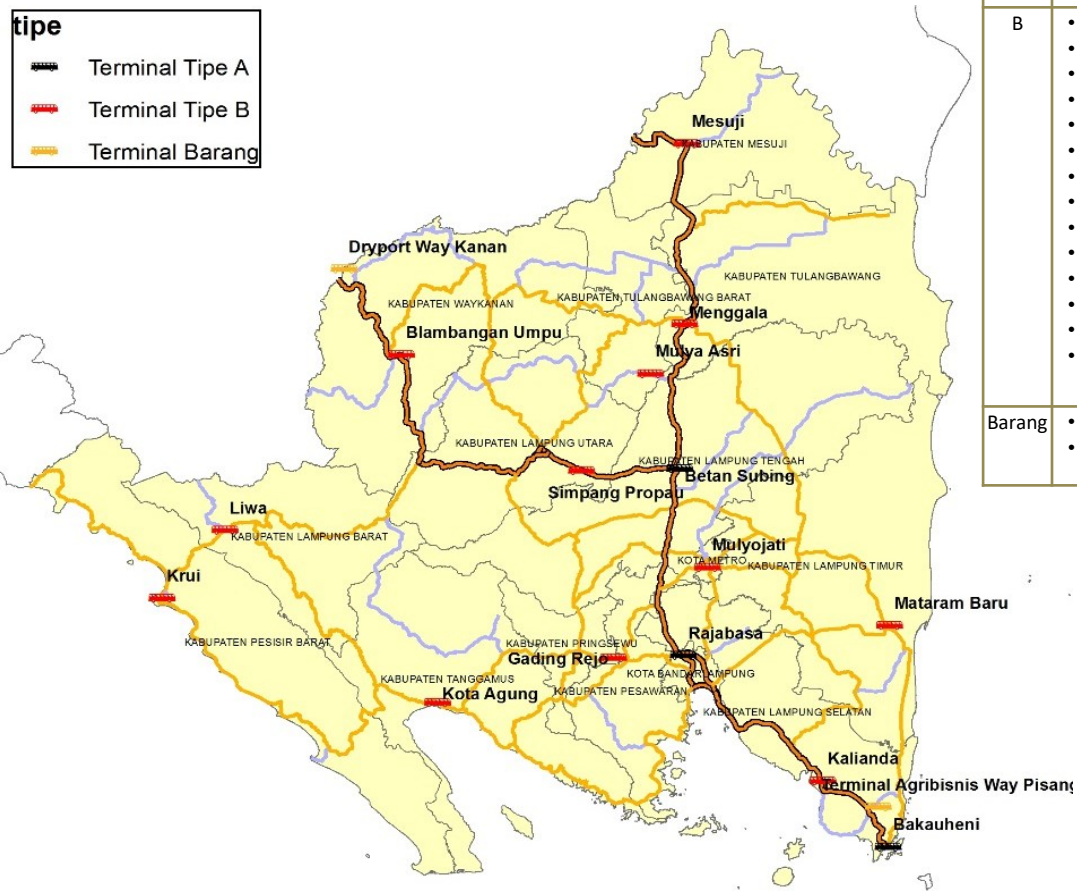 tipe
Terminal Tipe A
Terminal Tipe B
Terminal Barang
B
•
•
•
•
•
•
•
•
•
•
•
•
•
•
Barang
•
•
Mesuji
KABUPATEN MESUJI
Dryport Way Kanan
KABUPATEN TULANGBAWANG
KABUPATEN WAYKANAN
KABUPATEN TULANGBAWANG BARAT
Menggala
Blambangan Umpu
Mulya Asri
KABUPATEN LAMPUNG UTARA
KABUPATEN LAMPUNG TENGAH
Betan Subing
Simpang Propau
Liwa
KABUPATEN LAMPUNG BARAT
Mulyojati
KOTA METRO
KABUPATEN LAMPUNG TIMUR
Krui
Mataram Baru
KABUPATEN PESISIR BARAT
Rajabasa
KABUPATEN PRINGSEWU
Gading Rejo
KOTA BANDARLAMPUNG
KABUPATEN TANGGAMUS
Kota Agung
KABUPATEN PESAWARAN
KABUPATEN LAMPUNG SELATAN
Kalianda
Terminal Agribisnis Way Pisang
Bakauheni